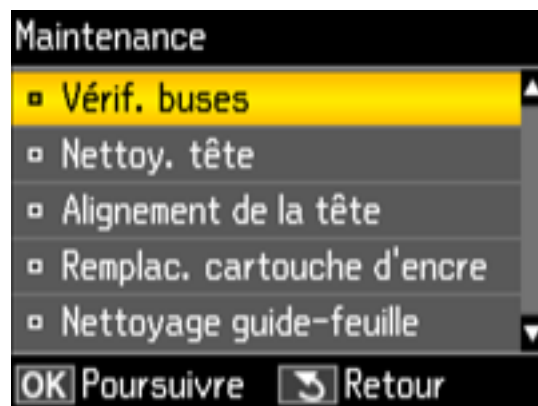 Maintenance
Vérif. buses
Nettoy. tête
Alignement de la tête
Remplac. cartouche d'encre
Nettoyage guide-feuille
OK Poursuivre Retour